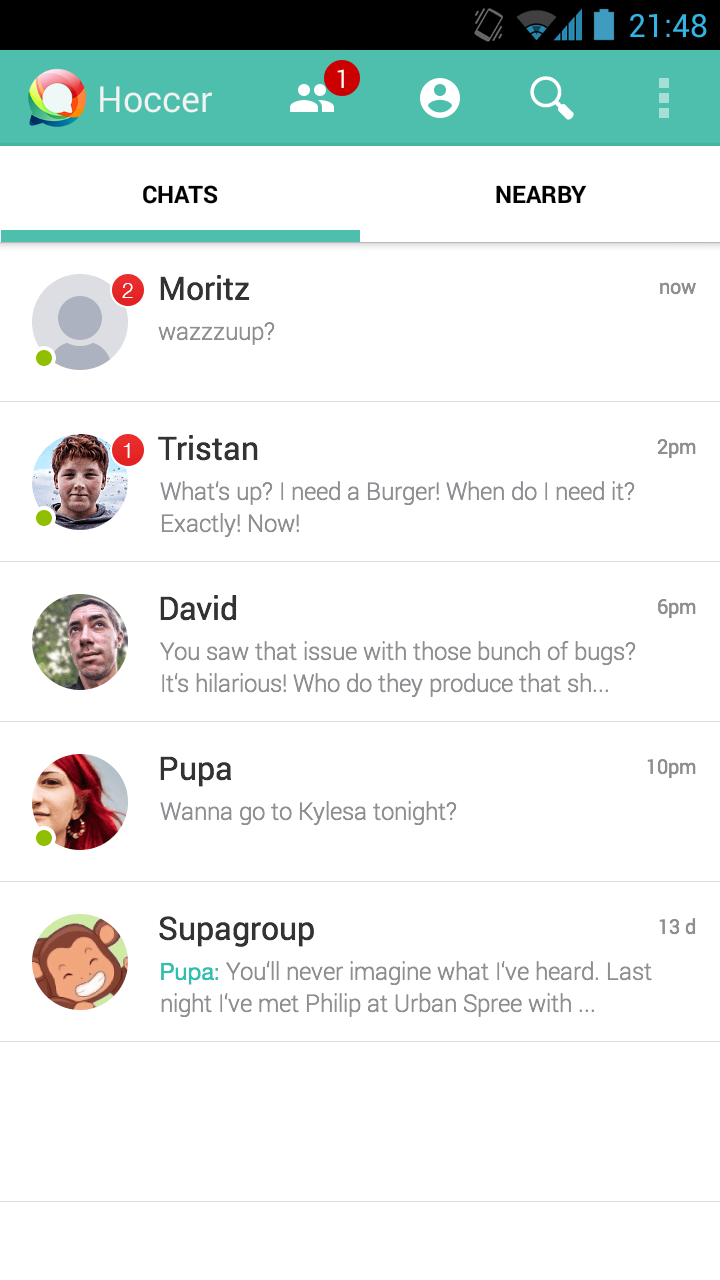 21:48
Hoccer
1
CHATS
NEARBY
2
Moritz
now
wazzzuup?
1
Tristan
2pm
What‘s up? I need a Burger! When do I need it?
Exactly! Now!
David
6pm
You saw that issue with those bunch of bugs?
It‘s hilarious! Who do they produce that sh...
Pupa
10pm
Wanna go to Kylesa tonight?
Supagroup
13 d
Pupa: You‘ll never imagine what I‘ve heard. Last
night I‘ve met Philip at Urban Spree with ...